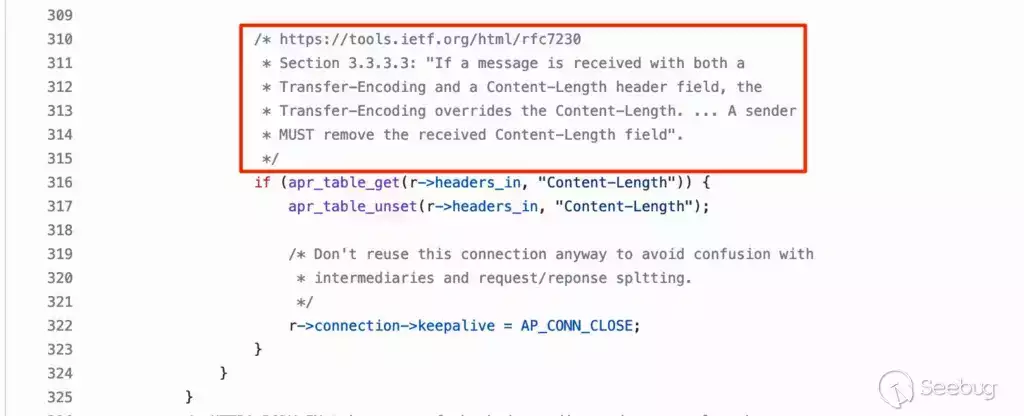 309
310 /* https://tools.ietf.org/html/rfc7230
311 * Section 3.3.3.3: "If a message is received with both a
312 * Transfer-Encoding and a Content-Length header field, the
313 * Transfer-Encoding overrides the Content-Length. ... A sender
314 * MUST remove the received Content-Length field".
315 */
316 if (apr_table_get(r->headers_in, "Content-Length")) {
317 apr_table_unset(r->headers_in, "Content-Length");
318
319 /* Don't reuse this connection anyway to avoid confusion with
320 * intermediaries and request/reponse spltting.
321 */
322 r->connection->keepalive = AP_CONN_CLOSE;
323 }
324 }
325 }
Seebug